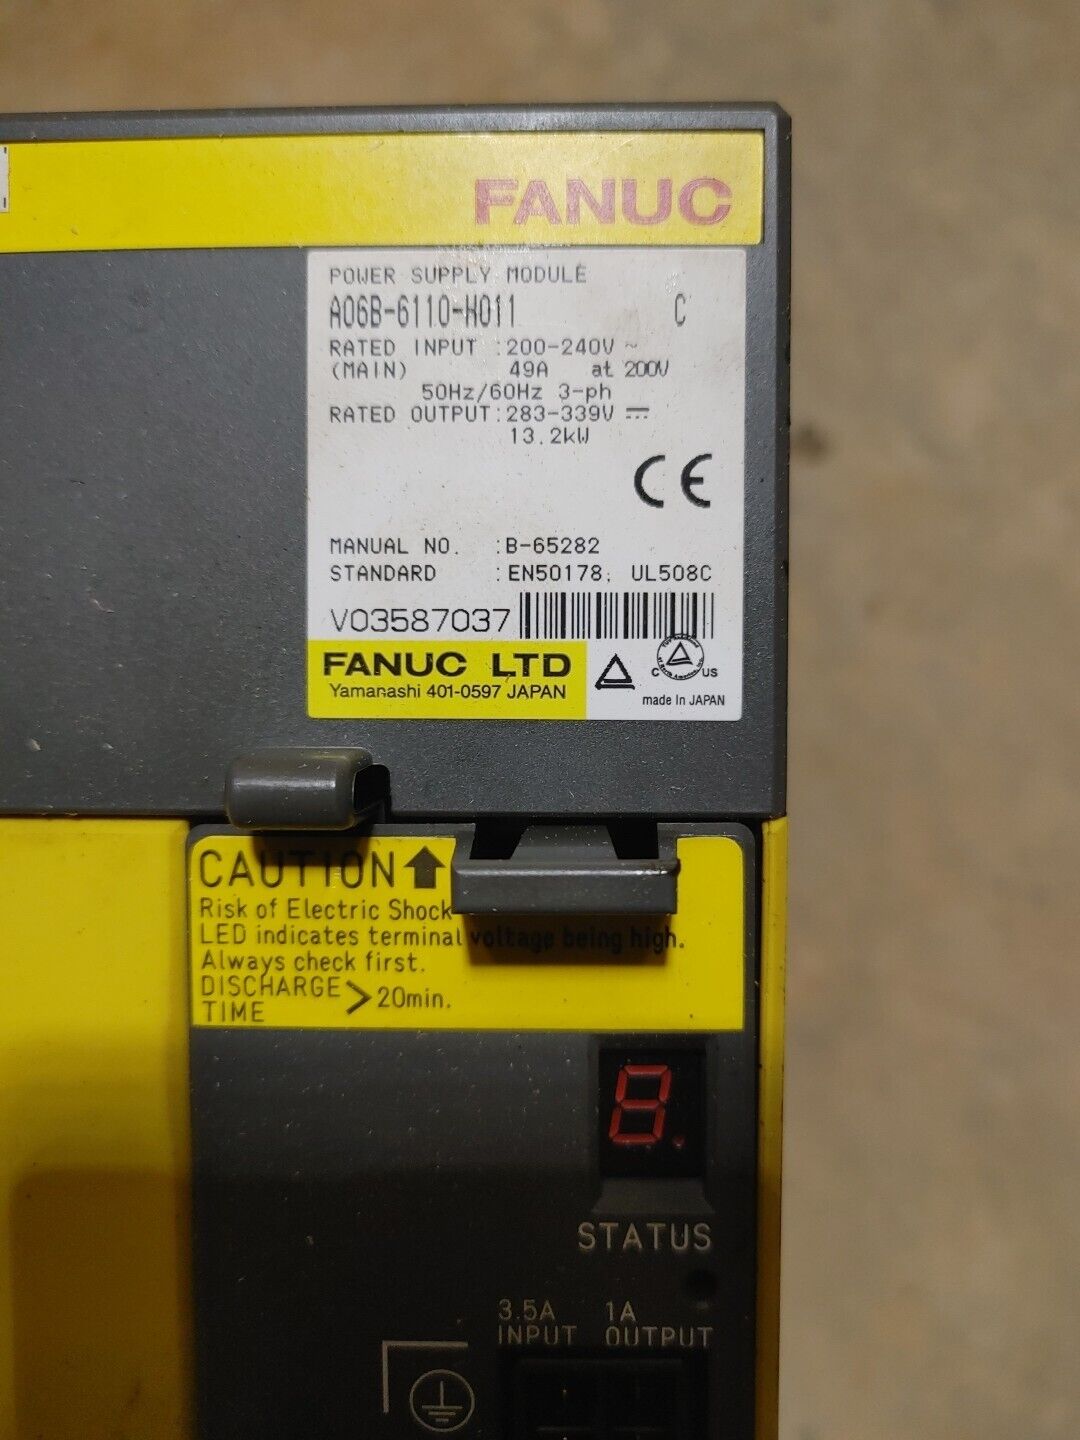 FANUC
POWER SUPPLY MODULE
A06B-6110-H011 C
RATED INPUT :200-240V ~
(MAIN) 49A at 200V
50Hz/60Hz 3-ph
RATED OUTPUT:283-339V ⎓
13.2kW
CE
MANUAL NO. :B-65282
STANDARD :EN50178; UL508C
V03587037
FANUC LTD
Yamanashi 401-0597 JAPAN
C US
made In JAPAN
CAUTION
Risk of Electric Shock
LED indicates terminal voltage being high.
Always check first.
DISCHARGE TIME > 20min.
8.
STATUS
3.5A 1A
INPUT OUTPUT